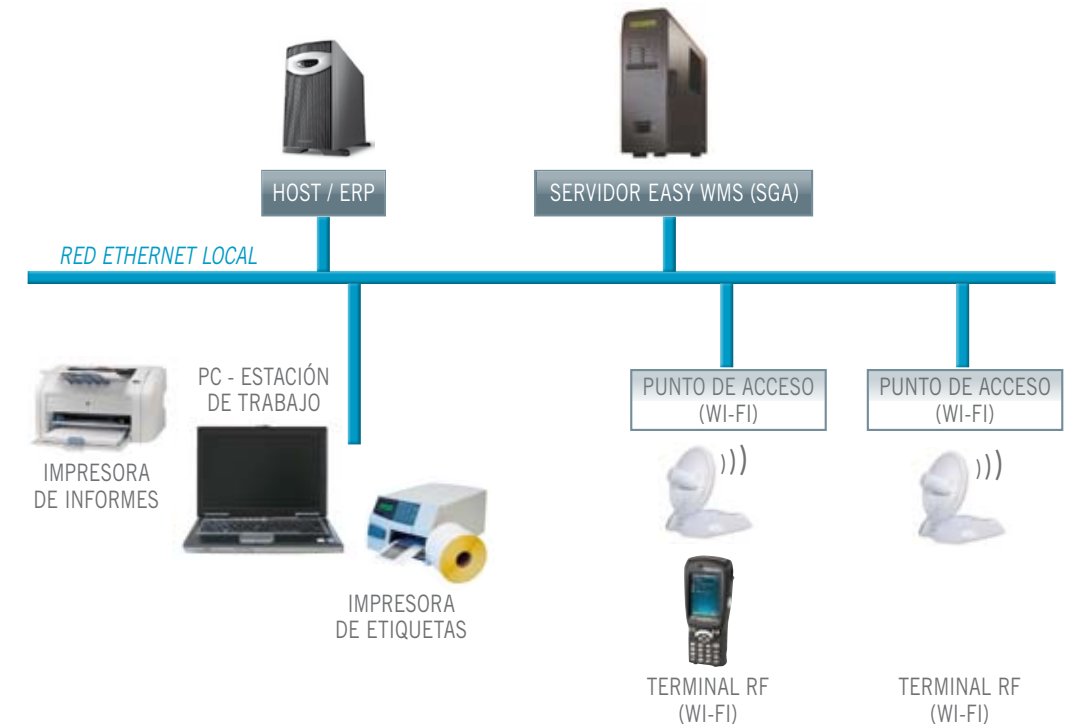 HOST / ERP
SERVIDOR EASY WMS (SGA)
RED ETHERNET LOCAL
PC - ESTACIÓN
DE TRABAJO
IMPRESORA
DE INFORMES
IMPRESORA
DE ETIQUETAS
PUNTO DE ACCESO
(WI-FI)
PUNTO DE ACCESO
(WI-FI)
TERMINAL RF
(WI-FI)
TERMINAL RF
(WI-FI)